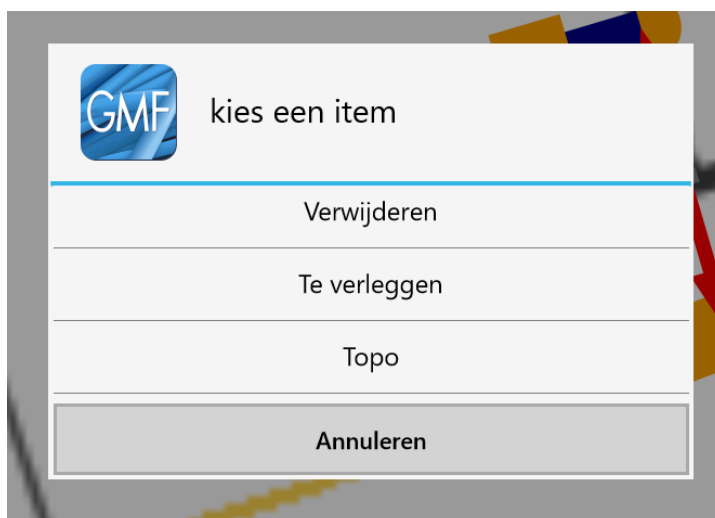 GMF
kies een item
Verwijderen
Te verleggen
Topo
Annuleren